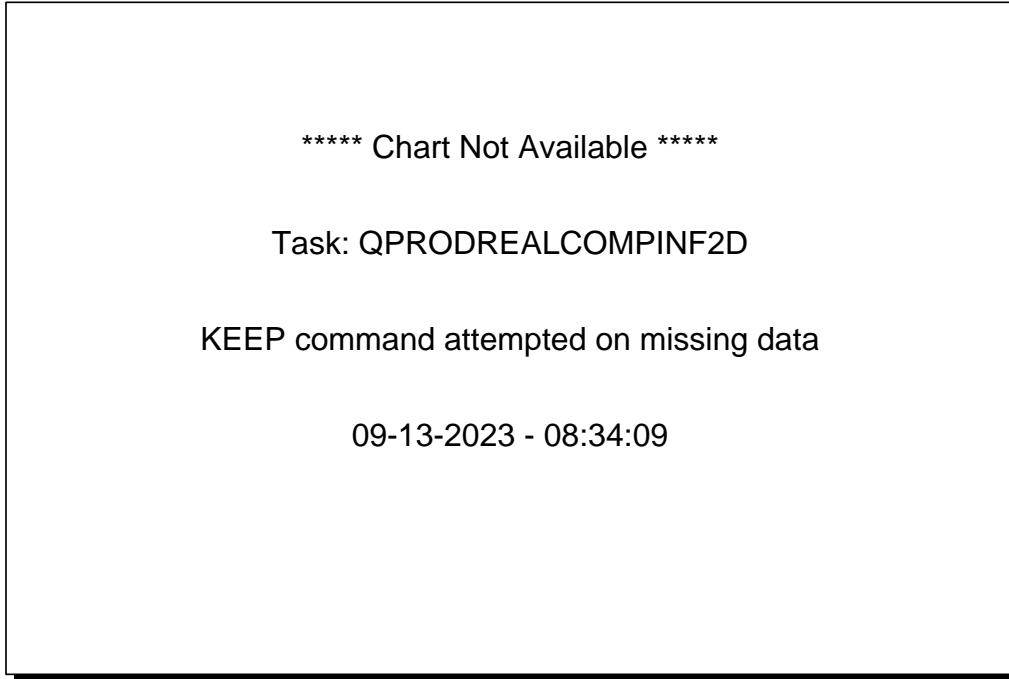 ***** Chart Not Available *****
Task: QPRODREALCOMPINF2D
KEEP command attempted on missing data
09-13-2023 - 08:34:09